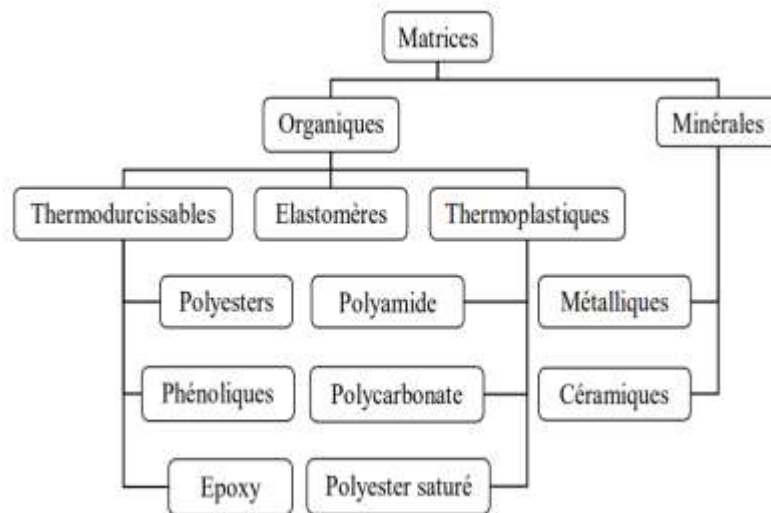 Matrices
Organiques
Minérales
Thermodurcissables
Elastomères
Thermoplastiques
Polyesters
Polyamide
Métalliques
Phénoliques
Polycarbonate
Céramiques
Epoxy
Polyester saturé